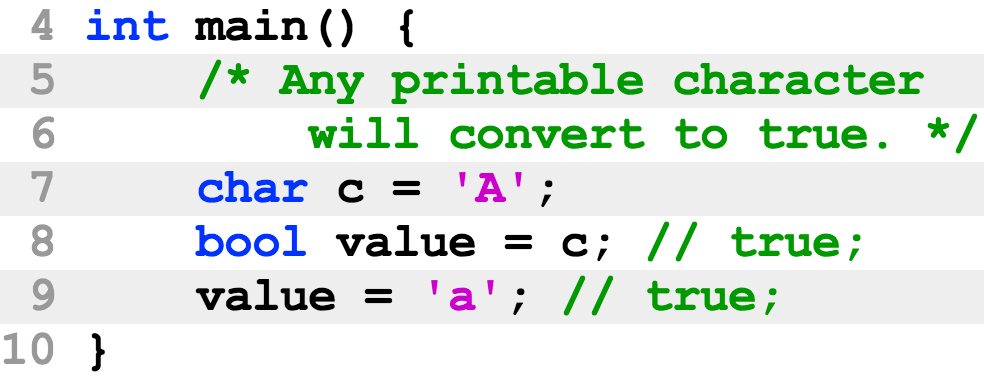 4 int main() {
5 /* Any printable character
6 will convert to true. */
7 char c = 'A';
8 bool value = c; // true;
9 value = 'a'; // true;
10 }